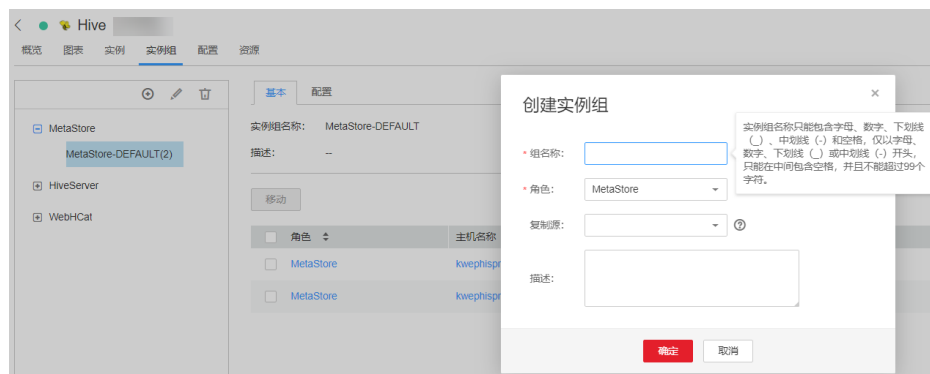 Hive
概览 图表 实例 实例组 配置 资源
基本 配置
MetaStore
MetaStore-DEFAULT(2)
HiveServer
WebHCat
实例组名称： MetaStore-DEFAULT
描述： --
移动
角色 主机名称
MetaStore kwephispr
MetaStore kwephispr
创建实例组
* 组名称：
* 角色： MetaStore
复制源：
描述：
实例组名称只能包含字母、数字、下划线
（_）、中划线（-）和空格，仅以字母、
数字、下划线（_）或中划线（-）开头，
只能在中间包含空格，并且不能超过99个
字符。
确定 取消